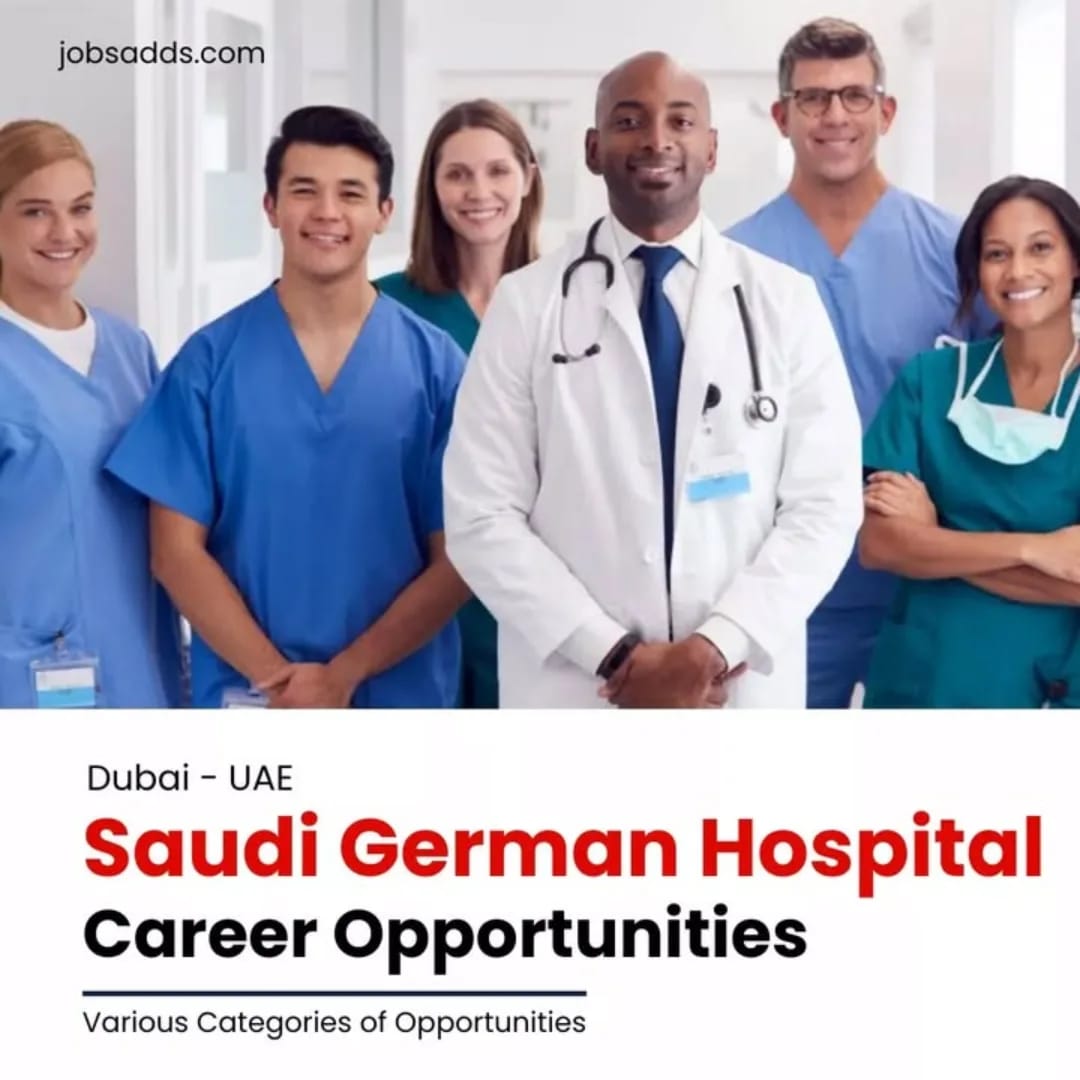 jobsadds.com
Dubai - UAE
Saudi German Hospital
Career Opportunities
Various Categories of Opportunities